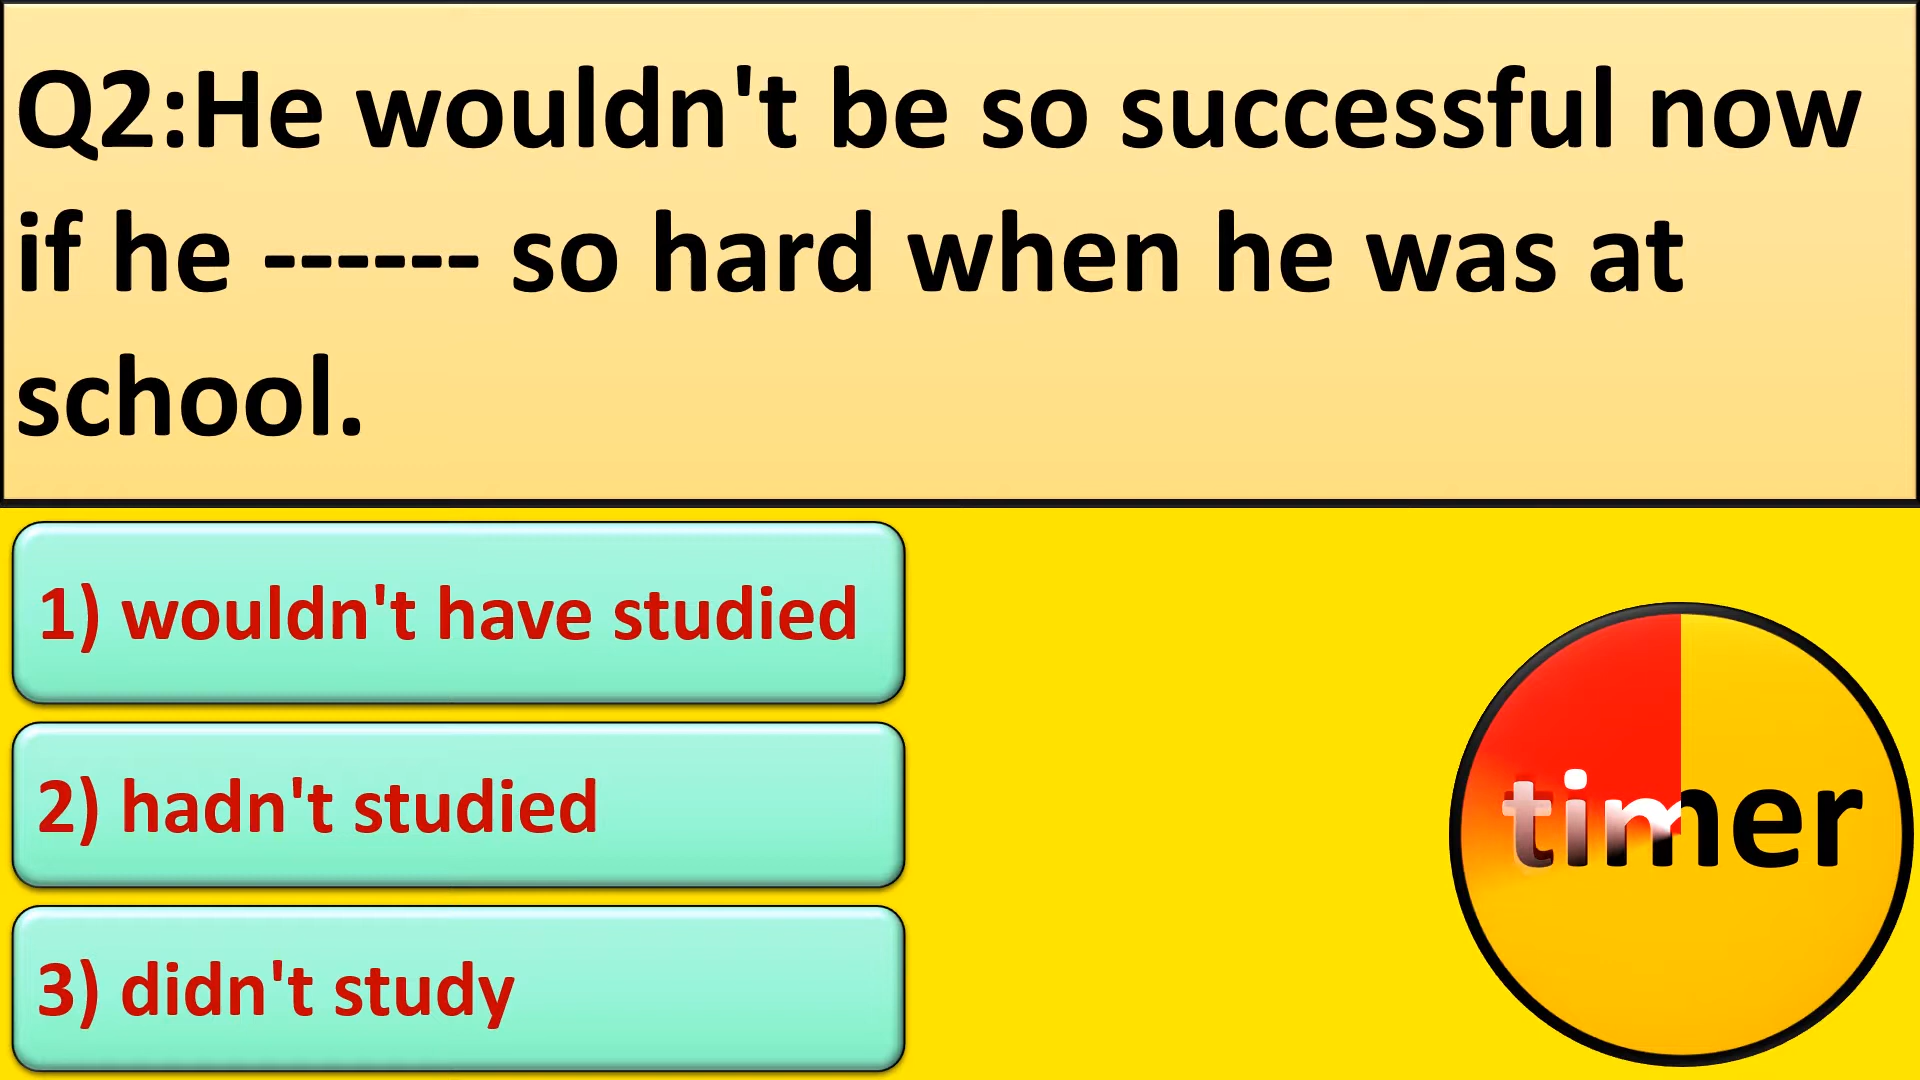 Q2:He wouldn't be so successful now
if he ------ so hard when he was at
school.
1) wouldn't have studied
2) hadn't studied
3) didn't study
timer